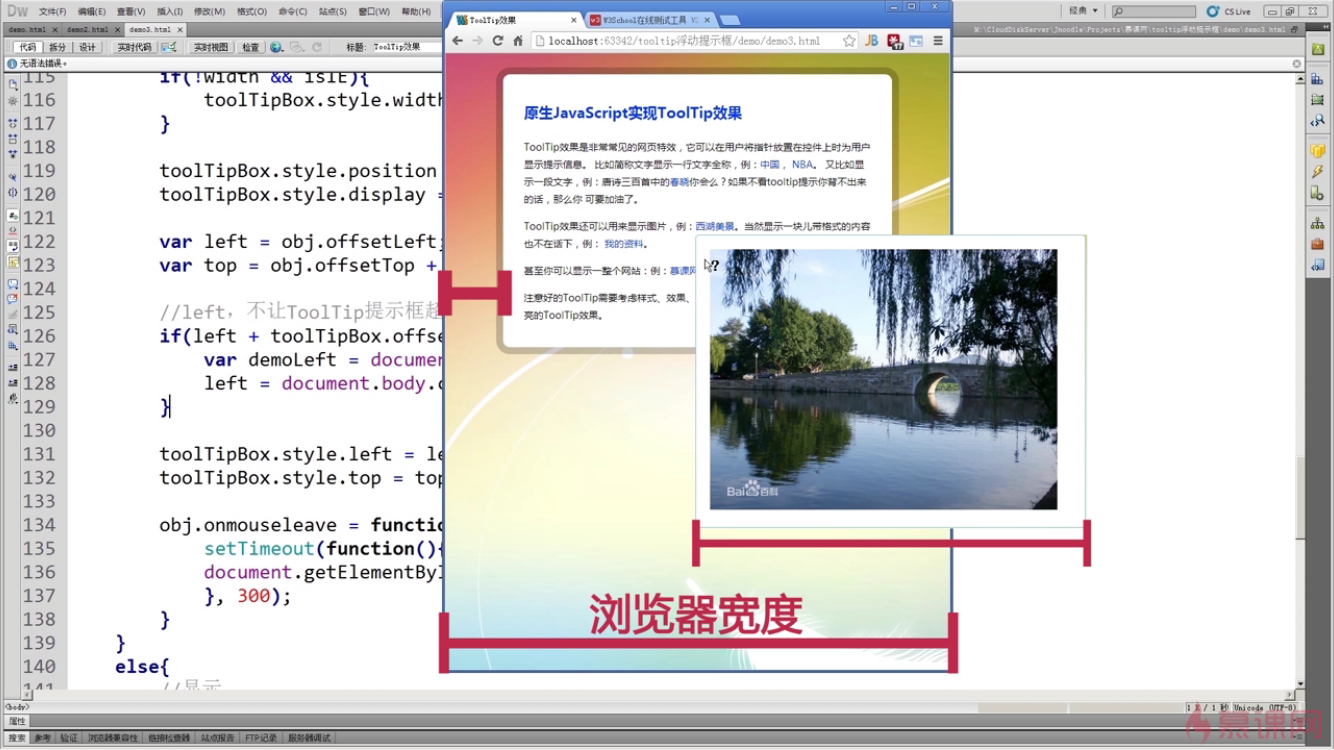 文件(F) 编辑(E) 查看(V) 插入(I) 修改(M) 格式(O) 命令(C) 站点(S) 窗口(W) 帮助(H)
经典
CS Live
demo.html × demo2.html × demo3.html ×
代码 拆分 设计 实时代码 实时视图 检查 标题: ToolTip效果
无语法错误。
115 if(!width && isIE){
116 toolTipBox.style.width
117 }
118
119 toolTipBox.style.position
120 toolTipBox.style.display =
121
122 var left = obj.offsetLeft;
123 var top = obj.offsetTop +
124
125 //left，不让ToolTip提示框超
126 if(left + toolTipBox.offse
127 var demoLeft = documen
128 left = document.body.
129 }
130
131 toolTipBox.style.left = le
132 toolTipBox.style.top = top
133
134 obj.onmouseleave = functio
135 setTimeout(function(){
136 document.getElementBy
137 }, 300);
138 }
139 }
140 else{
141 //显示
ToolTip效果 ×
W3School在线测试工具 V ×
localhost:63342/tooltip浮动提示框/demo/demo3.html
原生JavaScript实现ToolTip效果
ToolTip效果是非常常见的网页特效，它可以在用户将指针放置在控件上时为用户
显示提示信息。 比如简称文字显示一行文字全称，例：中国， NBA。 又比如显
示一段文字，例：唐诗三百首中的春晓你会么？如果不看tooltip提示你背不出来
的话，那么你 可要加油了。
ToolTip效果还可以用来显示图片，例：西湖美景。当然显示一块儿带格式的内容
也不在话下，例： 我的资料。
甚至你可以显示一整个网站：例：慕课网
注意好的ToolTip需要考虑样式、效果、
亮的ToolTip效果。
Bai百科
浏览器宽度
<body>
Unicode (UTF-8)
属性
搜索 参考 验证 浏览器兼容性 链接检查器 站点报告 FTP记录 服务器调试
慕课网